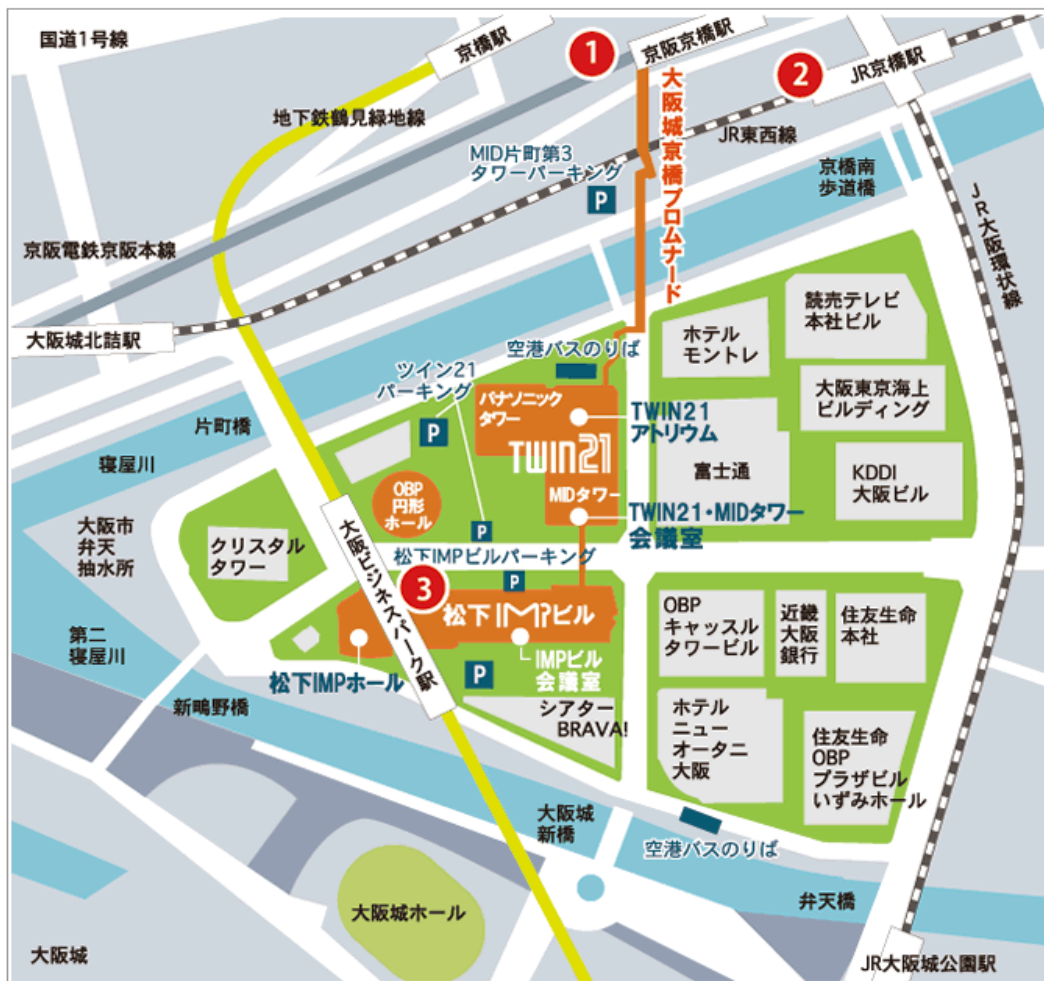 国道1号線
京橋駅
1
京阪京橋駅
2
JR京橋駅
地下鉄鶴見緑地線
大阪城京橋プロムナード
JR東西線
MID片町第3
タワーパーキング
P
京橋南
歩道橋
JR大阪環状線
京阪電鉄京阪本線
大阪城北詰駅
空港バスのりば
ホテル
モントレ
読売テレビ
本社ビル
ツイン21
パーキング
P
パナソニック
タワー
TWIN21
アトリウム
大阪東京海上
ビルディング
片町橋
寝屋川
TWIN21
富士通
KDDI
大阪ビル
OBP
円形
ホール
MIDタワー
TWIN21・MIDタワー
会議室
P
大阪市
弁天
抽水所
クリスタル
タワー
大阪ビジネスパーク駅
松下IMPビルパーキング
P
3
松下IMPビル
OBP
キャッスル
タワービル
近畿
大阪
銀行
住友生命
本社
第二
寝屋川
松下IMPホール
P
IMPビル
会議室
新鴫野橋
シアター
BRAVA!
ホテル
ニュー
オータニ
大阪
住友生命
OBP
プラザビル
いずみホール
大阪城
新橋
空港バスのりば
大阪城ホール
弁天橋
大阪城
JR大阪城公園駅